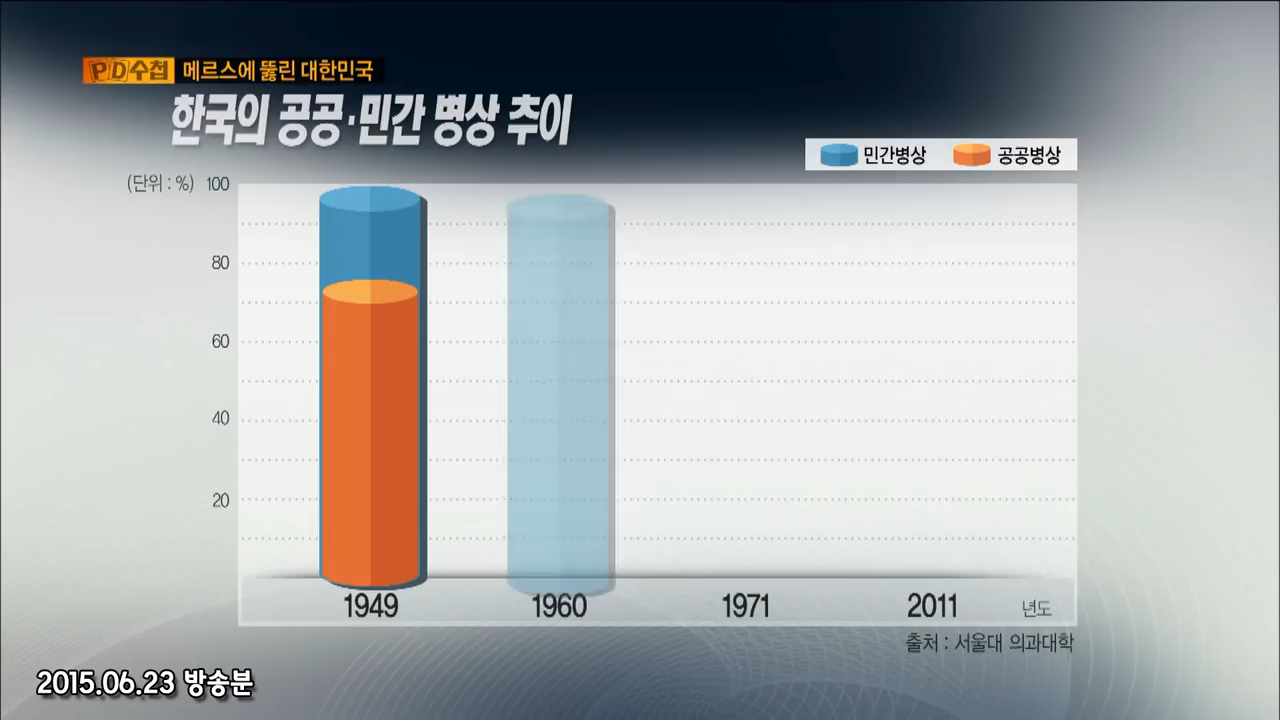 PD수첩 메르스에 뚫린 대한민국
한국의 공공·민간 병상 추이
민간병상 공공병상
(단위 : %) 100
80
60
40
20
1949 1960 1971 2011 년도
출처 : 서울대 의과대학
2015.06.23 방송분